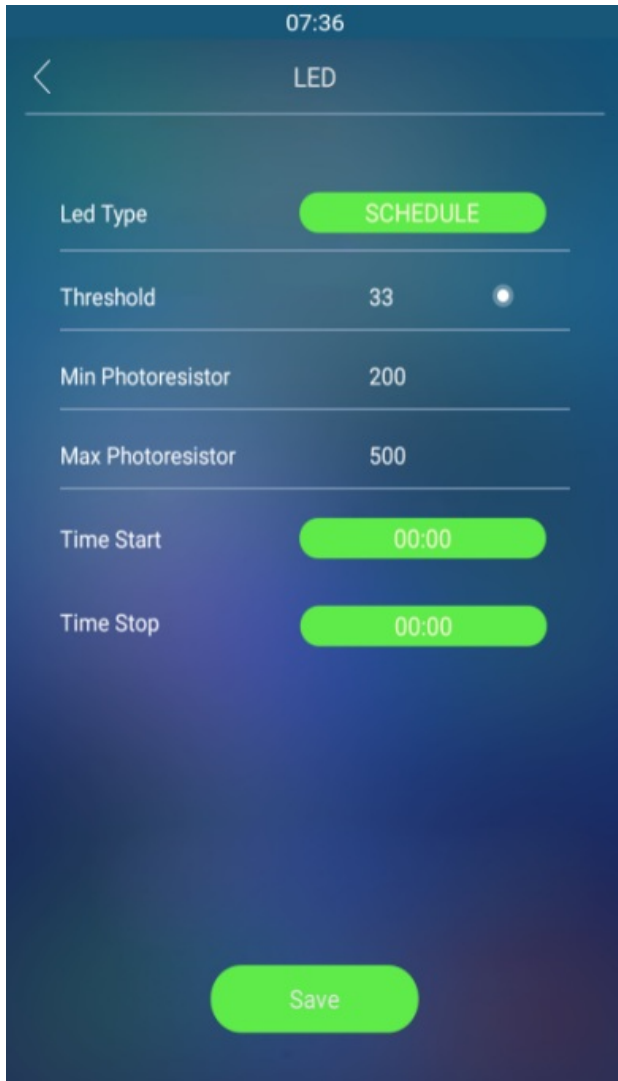 07:36
LED
Led Type SCHEDULE
Threshold 33
Min Photoresistor 200
Max Photoresistor 500
Time Start 00:00
Time Stop 00:00
Save